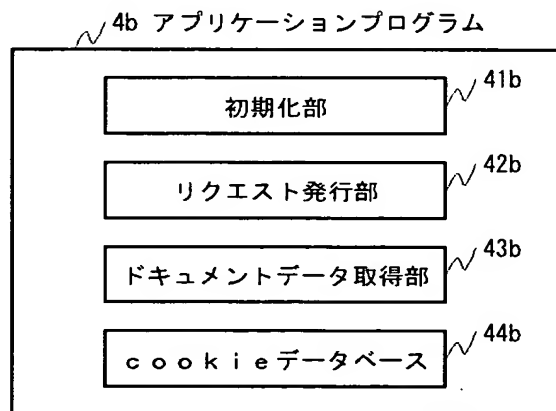 4b アプリケーションプログラム
41b
初期化部
42b
リクエスト発行部
43b
ドキュメントデータ取得部
44b
ｃｏｏｋｉｅデータベース